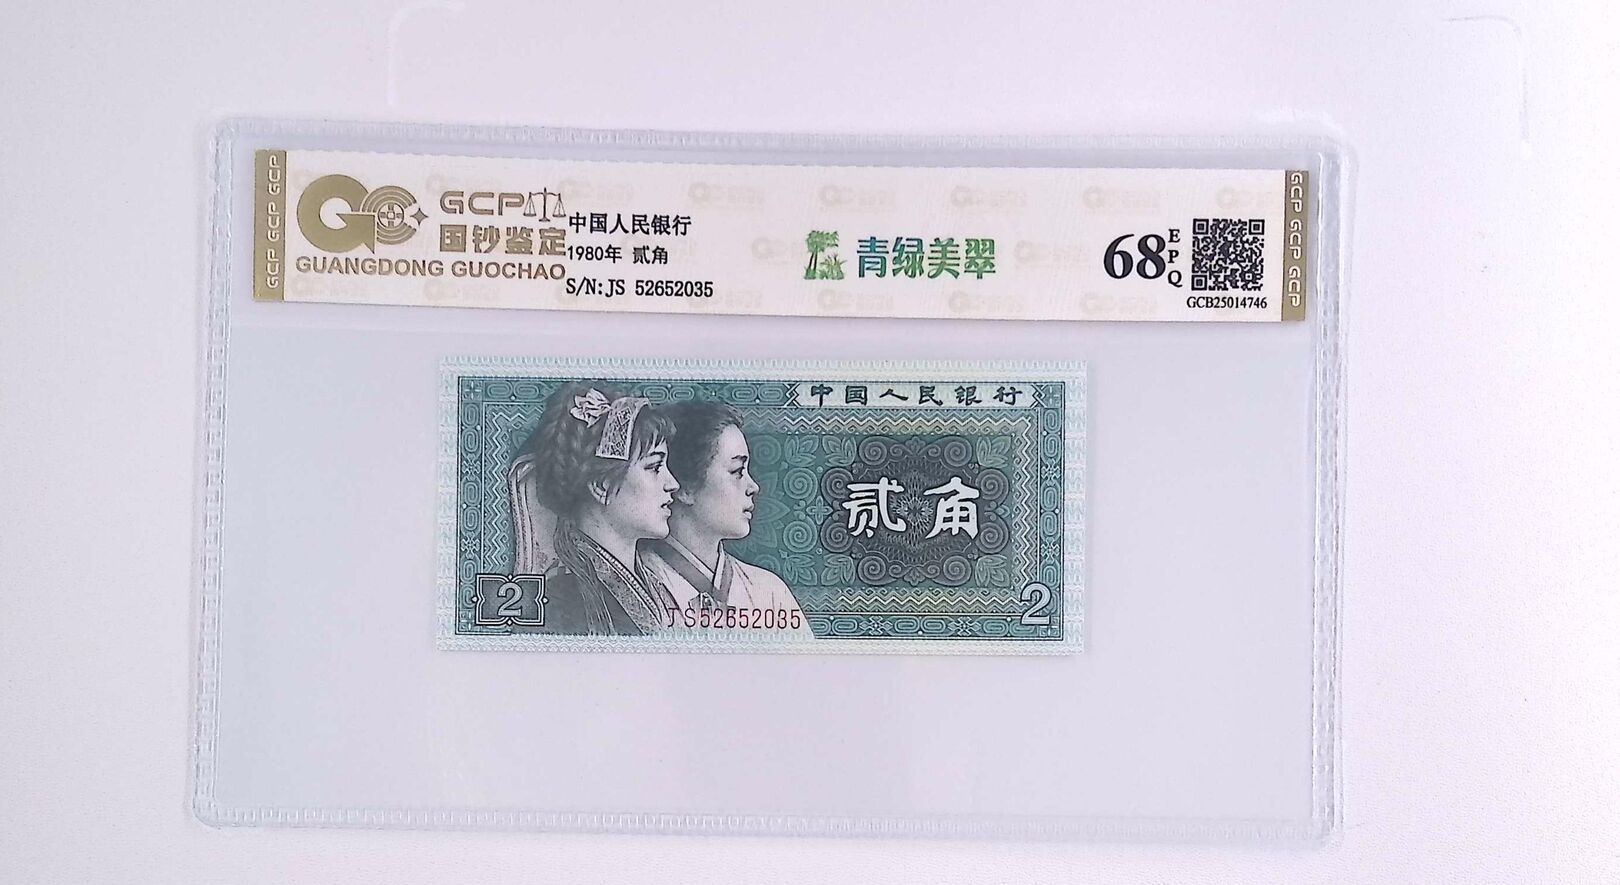 GCP GCP GCP
GCP
国钞鉴定
GUANGDONG GUOCHAO
中国人民银行
1980年 贰角
S/N:JS 52652035
青绿美翠
68
EPQ
GCB25014746
GCP GCP GCP
中国人民银行
贰角
2
JS52652035
2